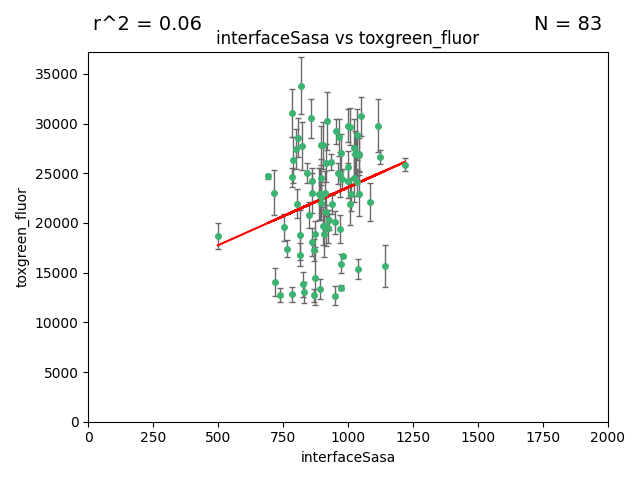 r^2 = 0.06
N = 83
interfaceSasa vs toxgreen_fluor
35000
30000
25000
20000
15000
10000
5000
0
toxgreen_fluor
0 250 500 750 1000 1250 1500 1750 2000
interfaceSasa